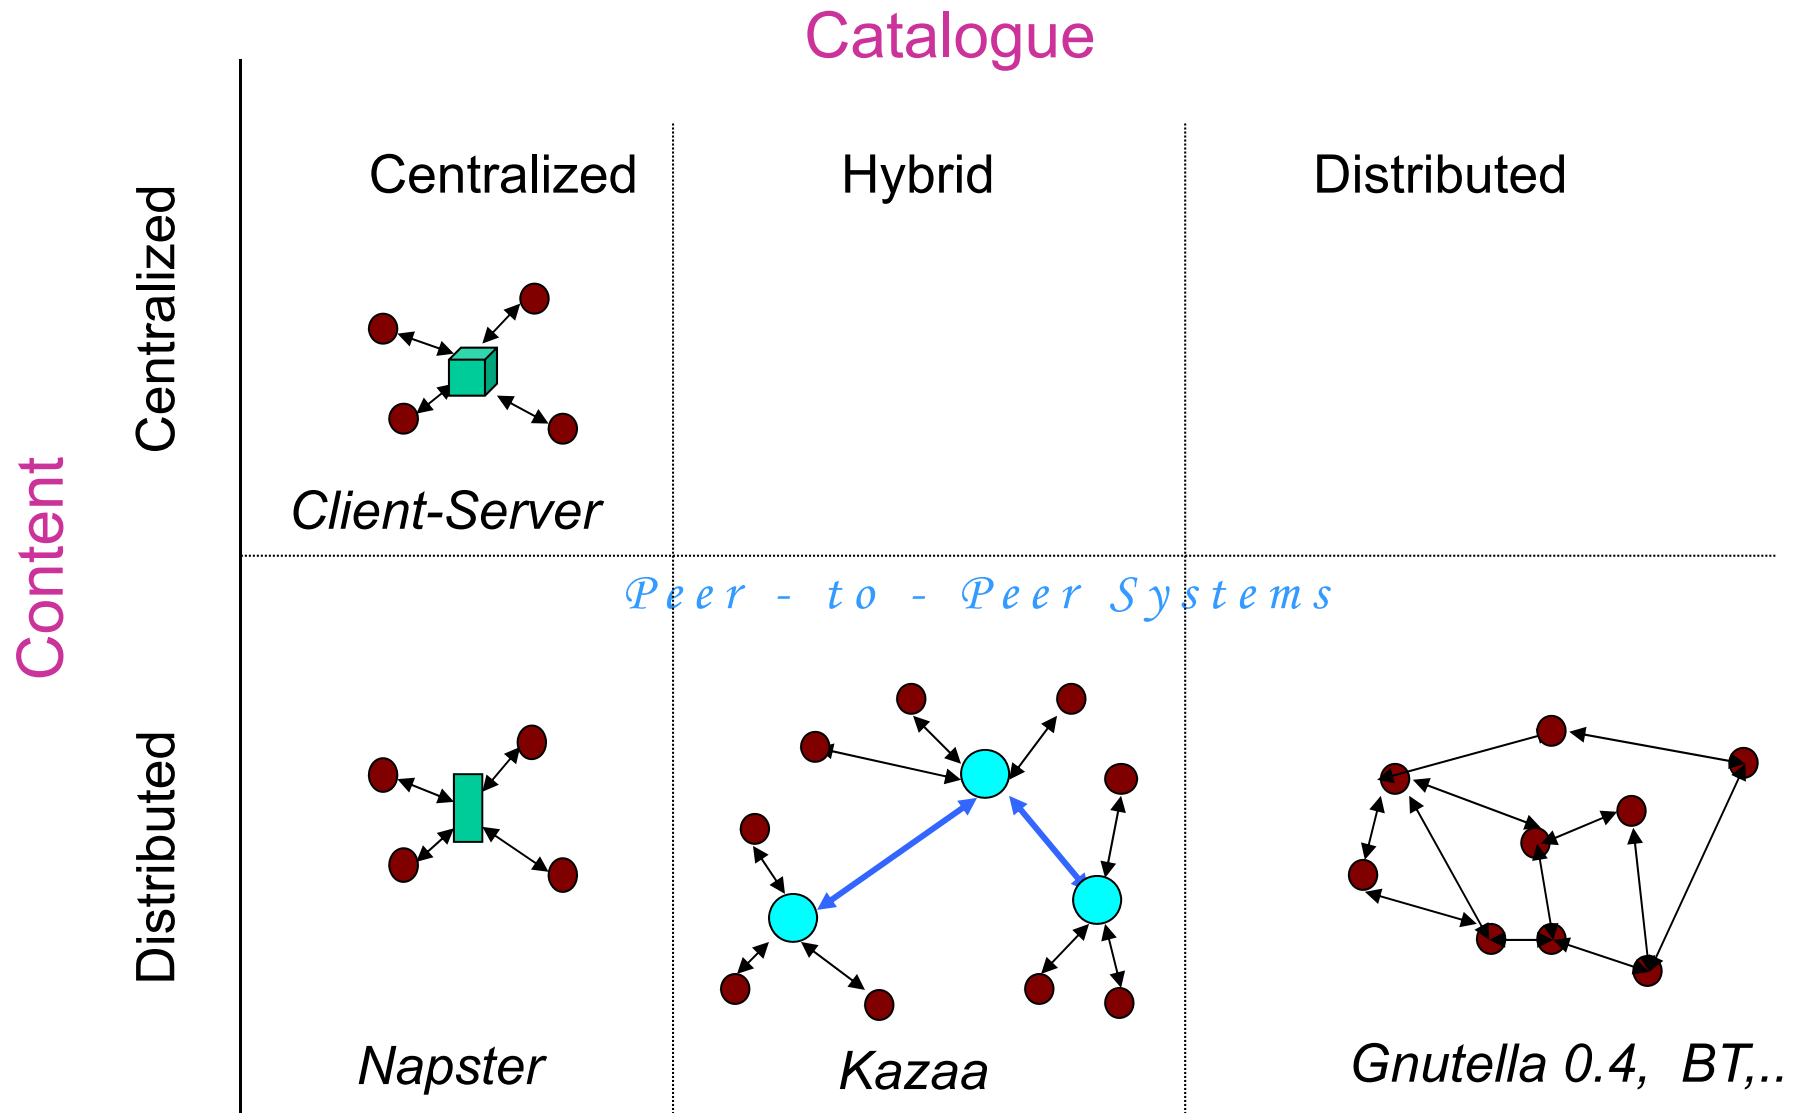 Catalogue
Centralized
Hybrid
Distributed
Content
Centralized
Client-Server
Peer - to - Peer Systems
Distributed
Napster
Kazaa
Gnutella 0.4, BT,..